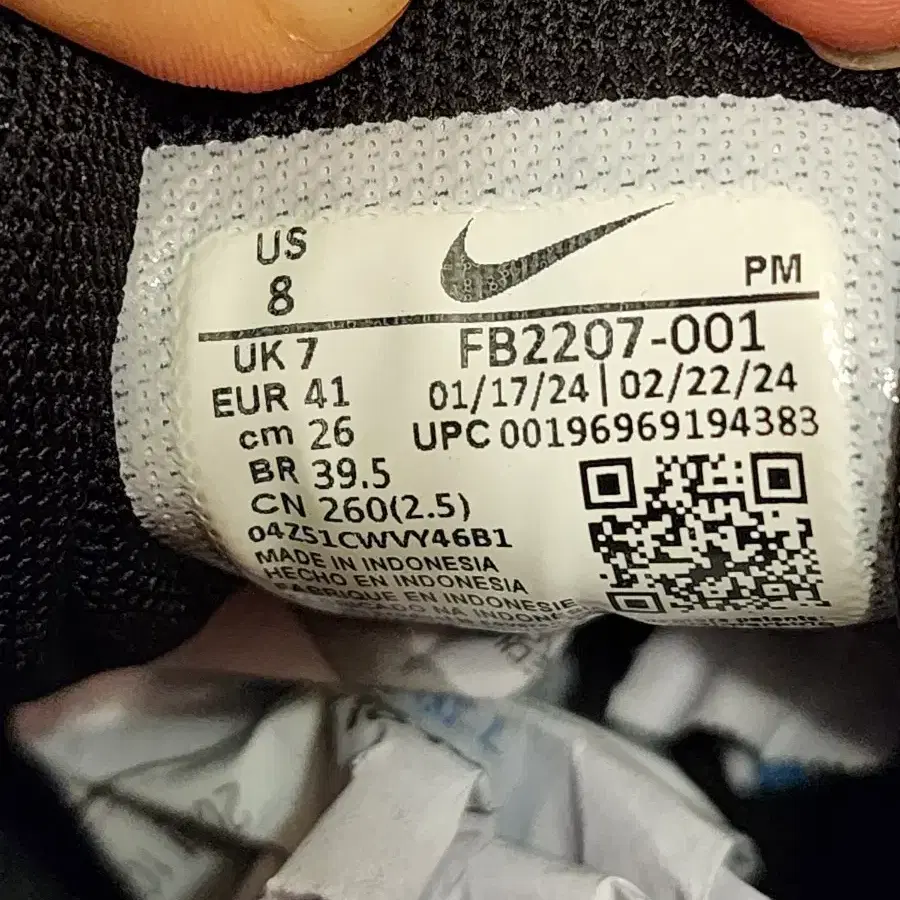 US
8
PM
UK 7
FB2207-001
EUR 41
01/17/24 | 02/22/24
cm 26
UPC 00196969194383
BR 39.5
CN 260(2.5)
04Z51CWVY46B1
MADE IN INDONESIA
HECHO EN INDONESIA
FABRIQUE EN INDONESIE
NA